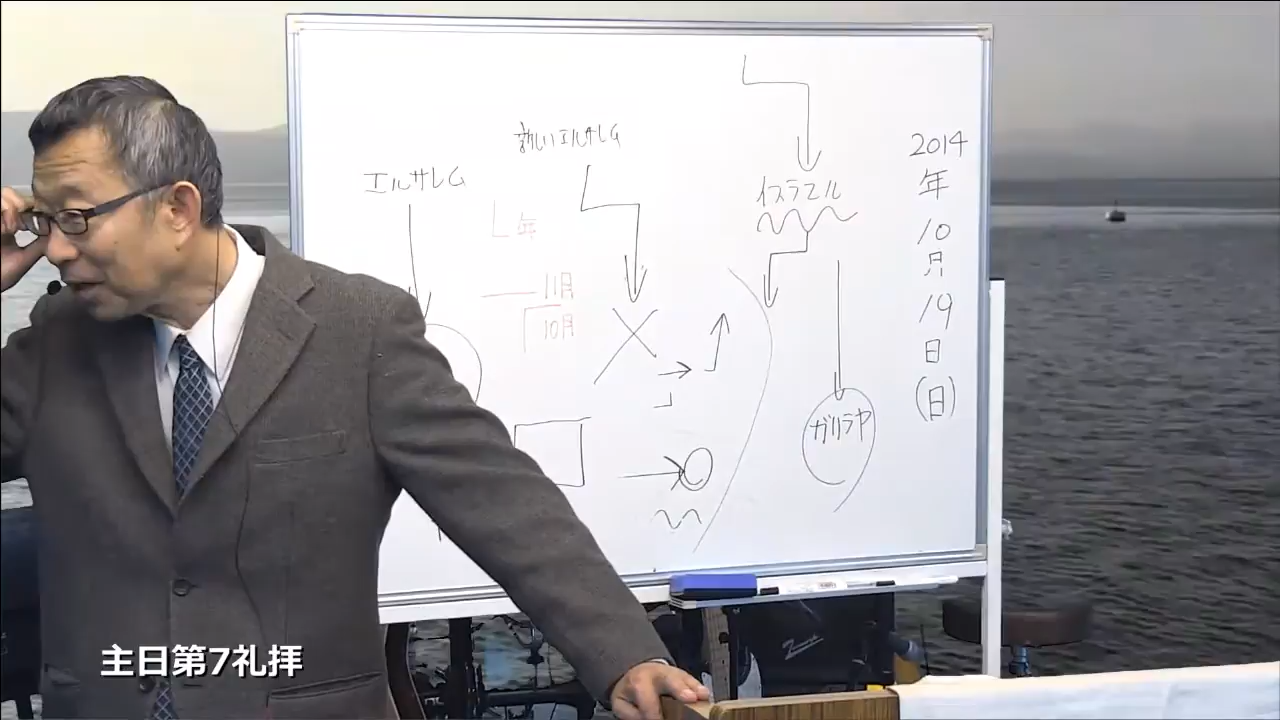 新しいエルサレム
エルサレム
年
11月
10月
イスラエル
ガリラヤ
2014
年
10
月
19
日
(日)
主日第7礼拝